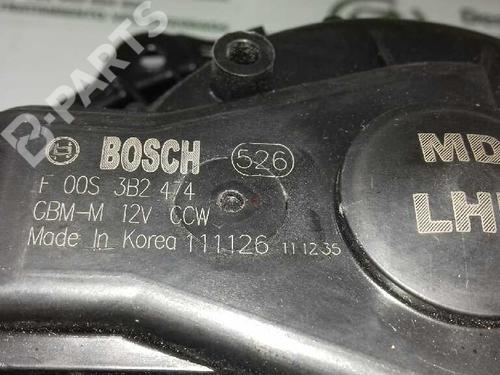 B-PARTS
BOSCH 526
F 00S 3B2 474
GBM-M 12V CCW
Made In Korea 111126 111235
MD
LH